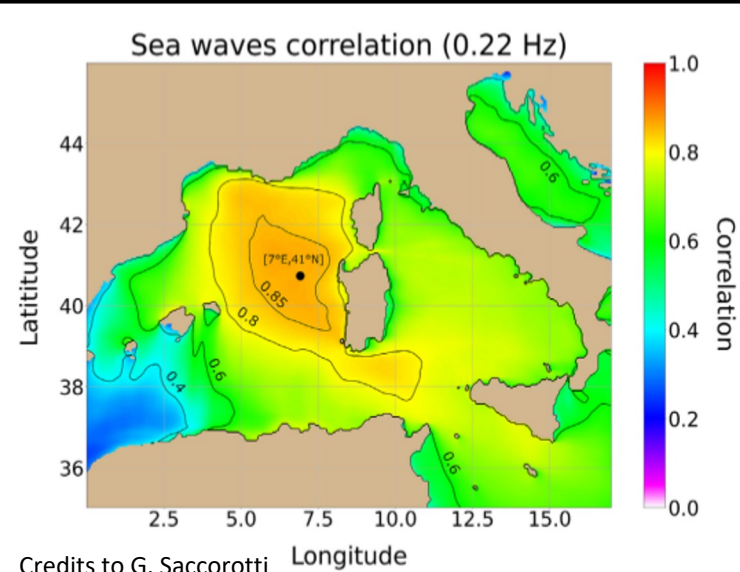 Sea waves correlation (0.22 Hz)
1.0
0.8
0.6
0.4
0.2
0.0
Correlation
44
42
40
38
36
Latititude
0.6
[7°E,41°N]
0.85
0.8
0.4
0.6
0.6
2.5 5.0 7.5 10.0 12.5 15.0
Longitude
Credits to G. Saccorotti